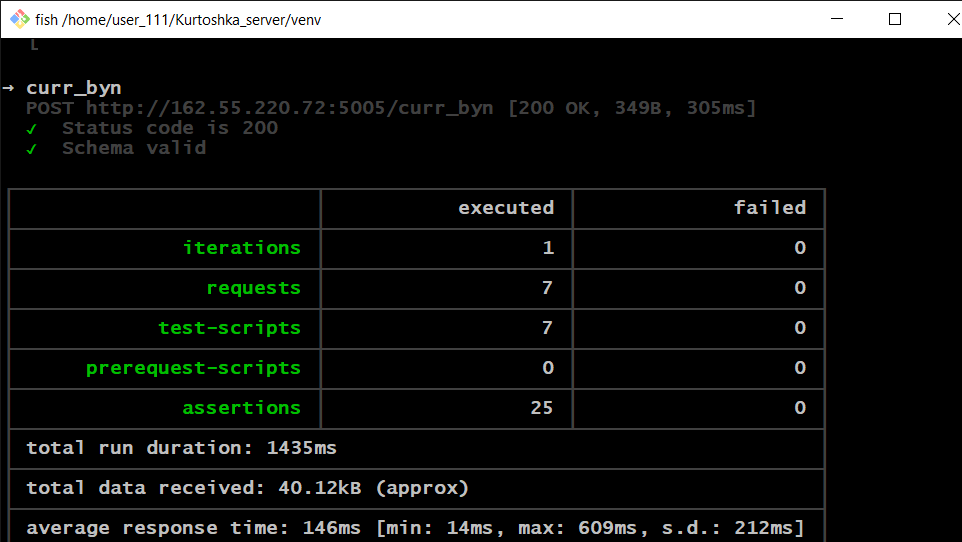 fish /home/user_111/Kurtoshka_server/venv
[
→ curr_byn
POST http://162.55.220.72:5005/curr_byn [200 OK, 349B, 305ms]
✓ Status code is 200
✓ Schema valid
executed failed
iterations 1 0
requests 7 0
test-scripts 7 0
prerequest-scripts 0 0
assertions 25 0
total run duration: 1435ms
total data received: 40.12kB (approx)
average response time: 146ms [min: 14ms, max: 609ms, s.d.: 212ms]